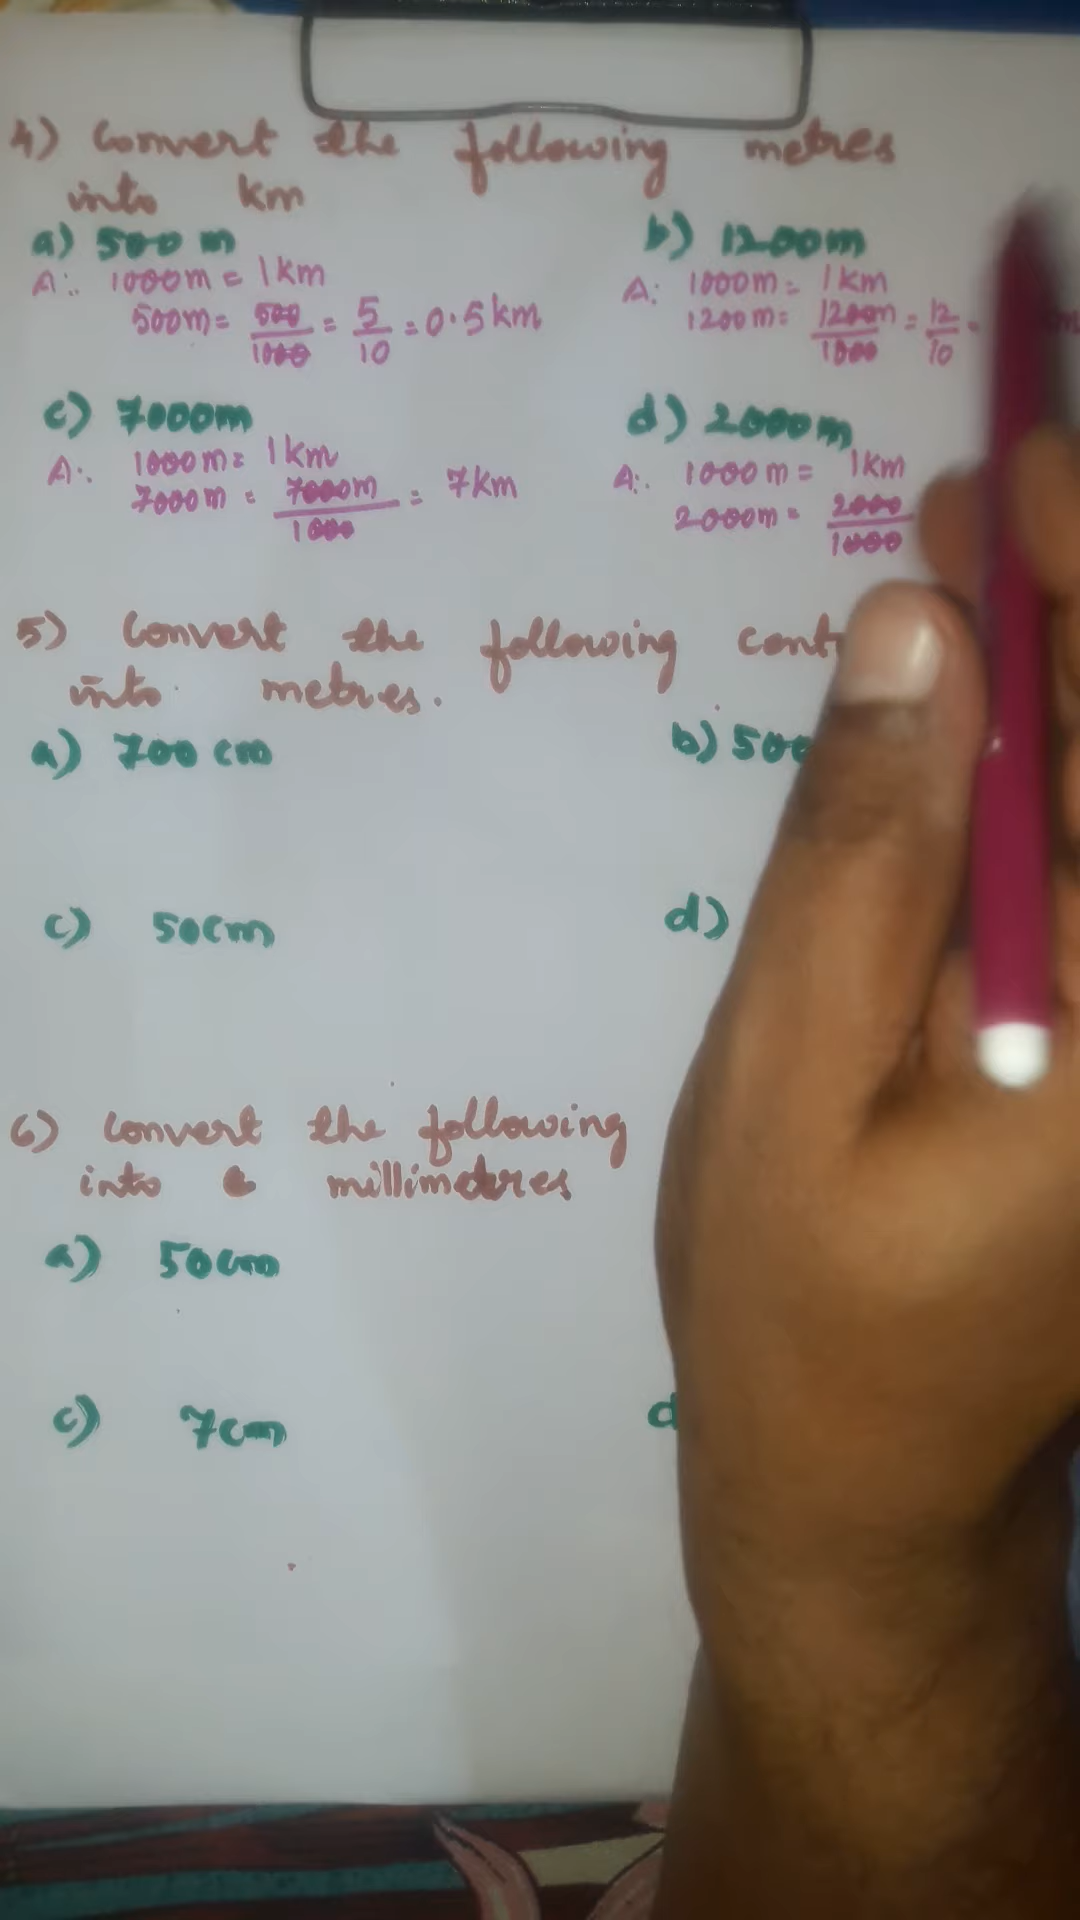 4) Convert the following metres
into km
a) 500 m
A:. 1000m = 1km
500m = 500/1000 = 5/10 = 0.5km
b) 1200m
A: 1000m = 1km
1200m = 1200m/1000 = 12/10 =
c) 7000m
A:. 1000m = 1km
7000m = 7000m/1000 = 7km
d) 2000m
A:. 1000m = 1km
2000m = 2000/1000
5) Convert the following
into metres.
a) 700 cm
b) 500
c) 50cm
d)
6) Convert the following
into millimetres
a) 50cm
c) 7cm
d